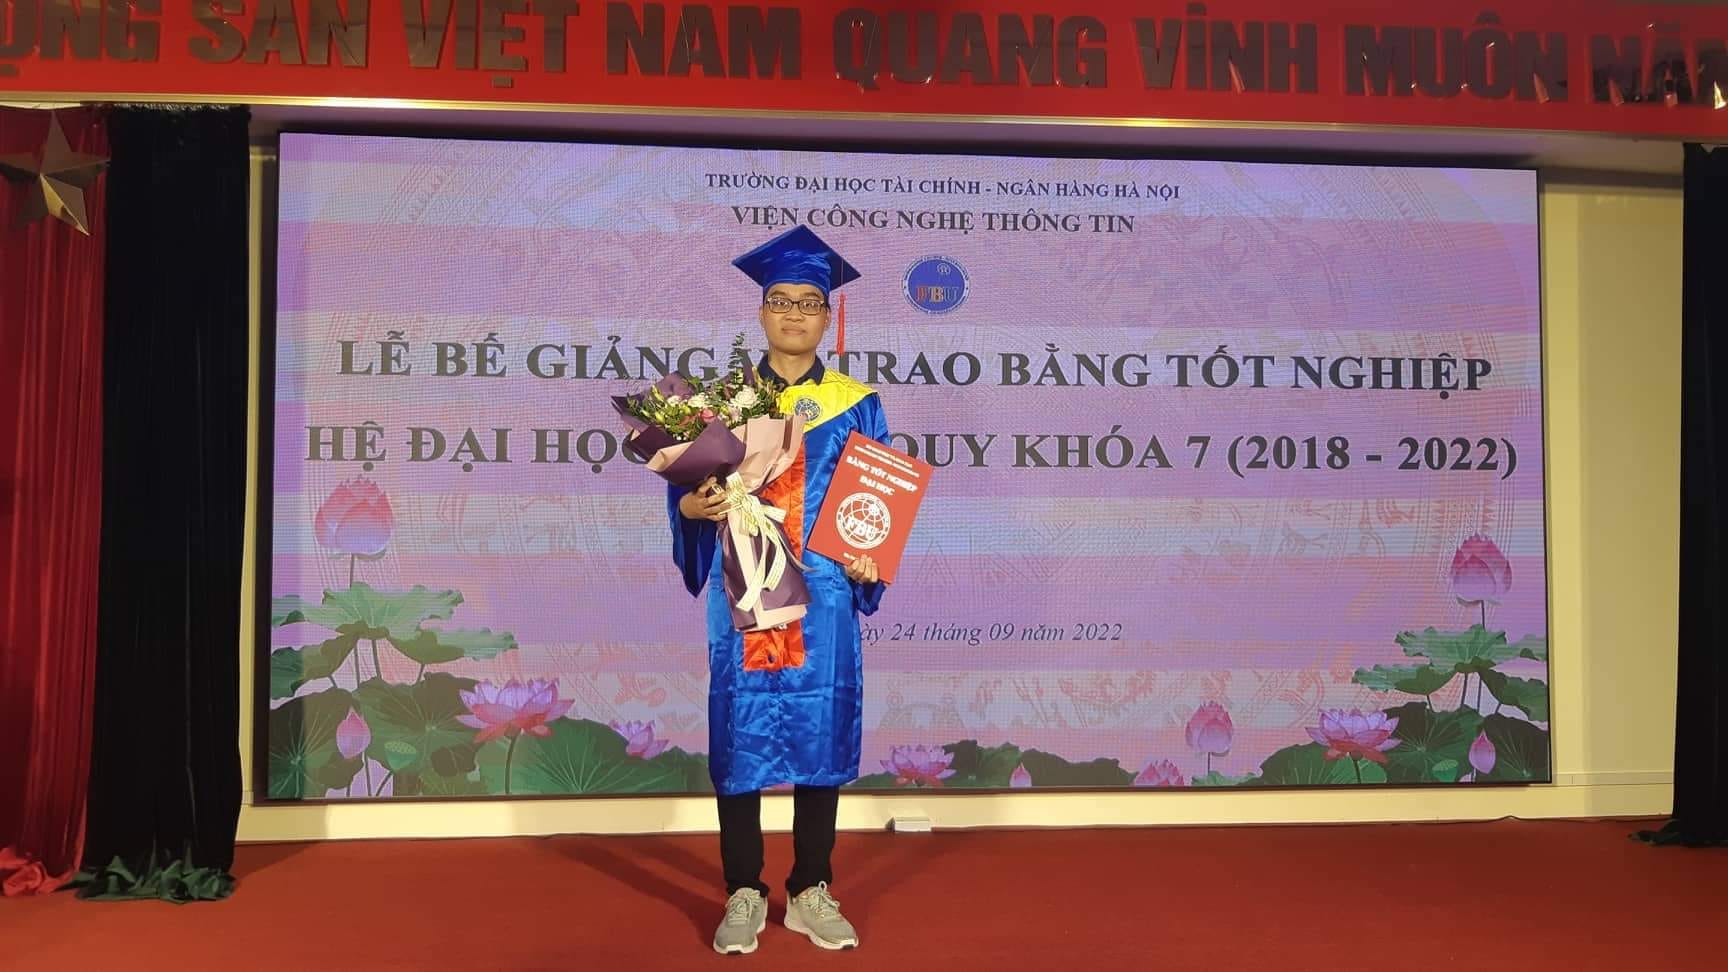 SẢN VIỆT NAM QUANG VINH MUÔN
TRƯỜNG ĐẠI HỌC TÀI CHÍNH - NGÂN HÀNG HÀ NỘI
VIỆN CÔNG NGHỆ THÔNG TIN
FBU
LỄ BẾ GIẢNG TRAO BẰNG TỐT NGHIỆP
HỆ ĐẠI HỌC QUY KHÓA 7 (2018 - 2022)
BẰNG TỐT NGHIỆP
ĐẠI HỌC
FBU
24 tháng 09 năm 2022